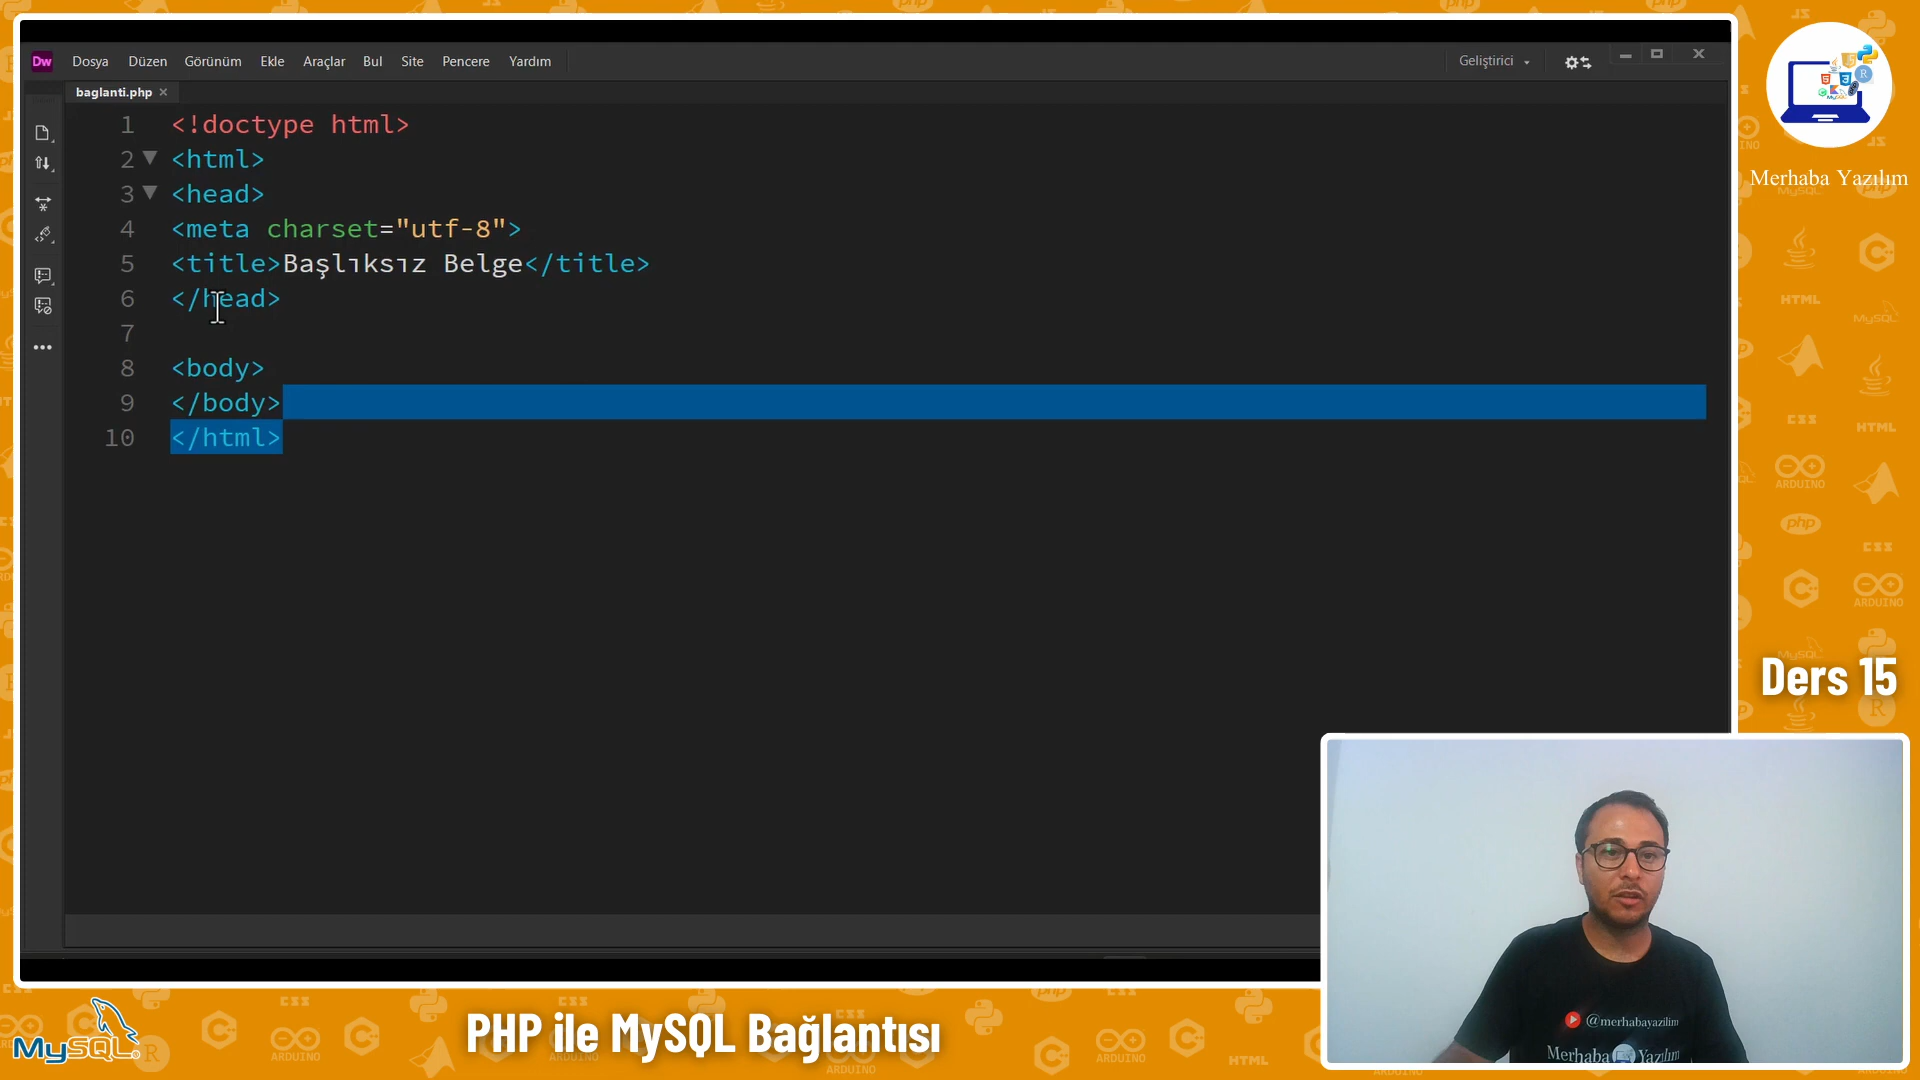 Dw Dosya Düzen Görünüm Ekle Araçlar Bul Site Pencere Yardım Geliştirici
baglanti.php
1 <!doctype html>
2 <html>
3 <head>
4 <meta charset="utf-8">
5 <title>Başlıksız Belge</title>
6 </head>
7
8 <body>
9 </body>
10 </html>
Merhaba Yazılım
Ders 15
@merhabayazilim
Merhaba Yazılım
MySQL
PHP ile MySQL Bağlantısı